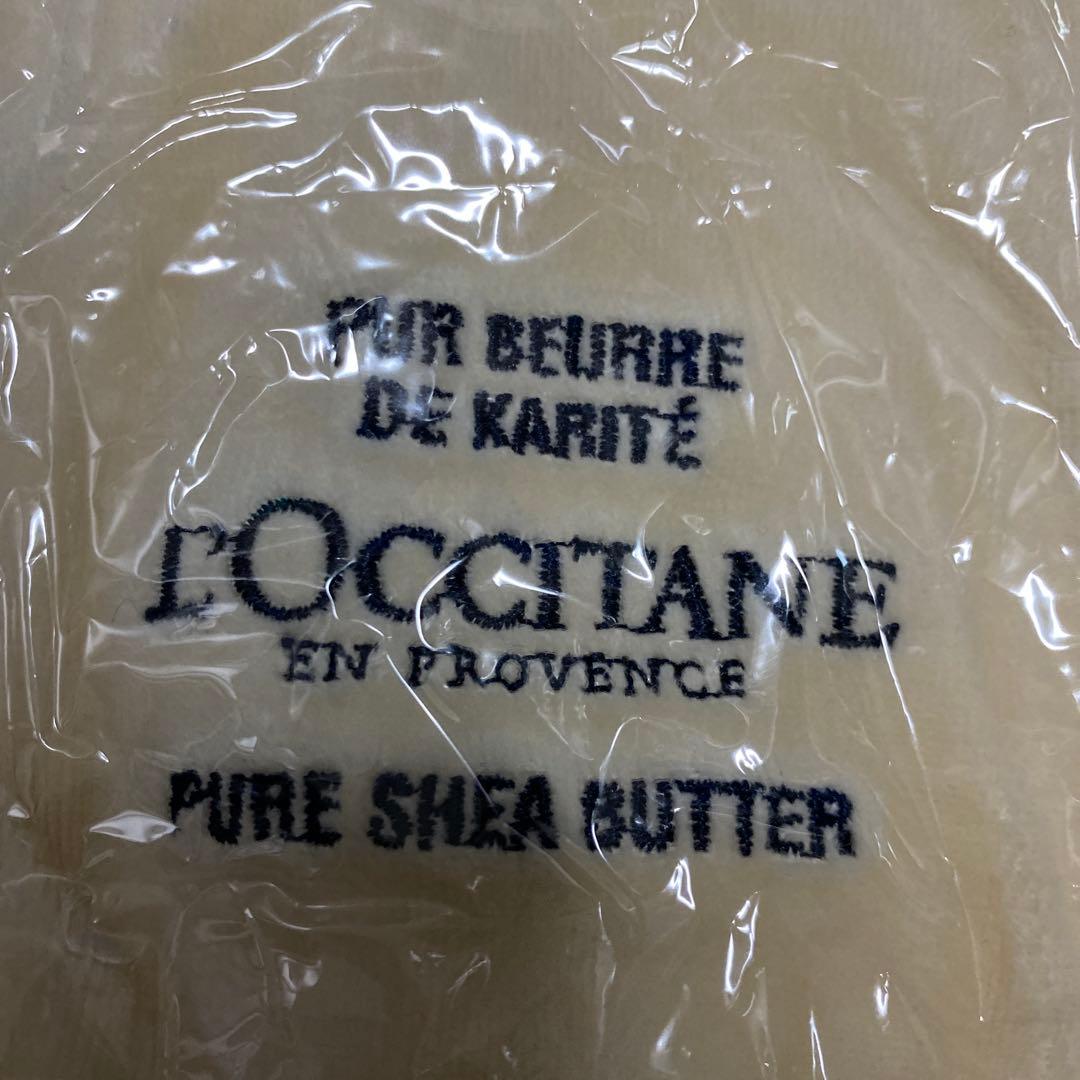 PUR BEURRE
DE KARITÉ
L'OCCITANE
EN PROVENCE
PURE SHEA BUTTER